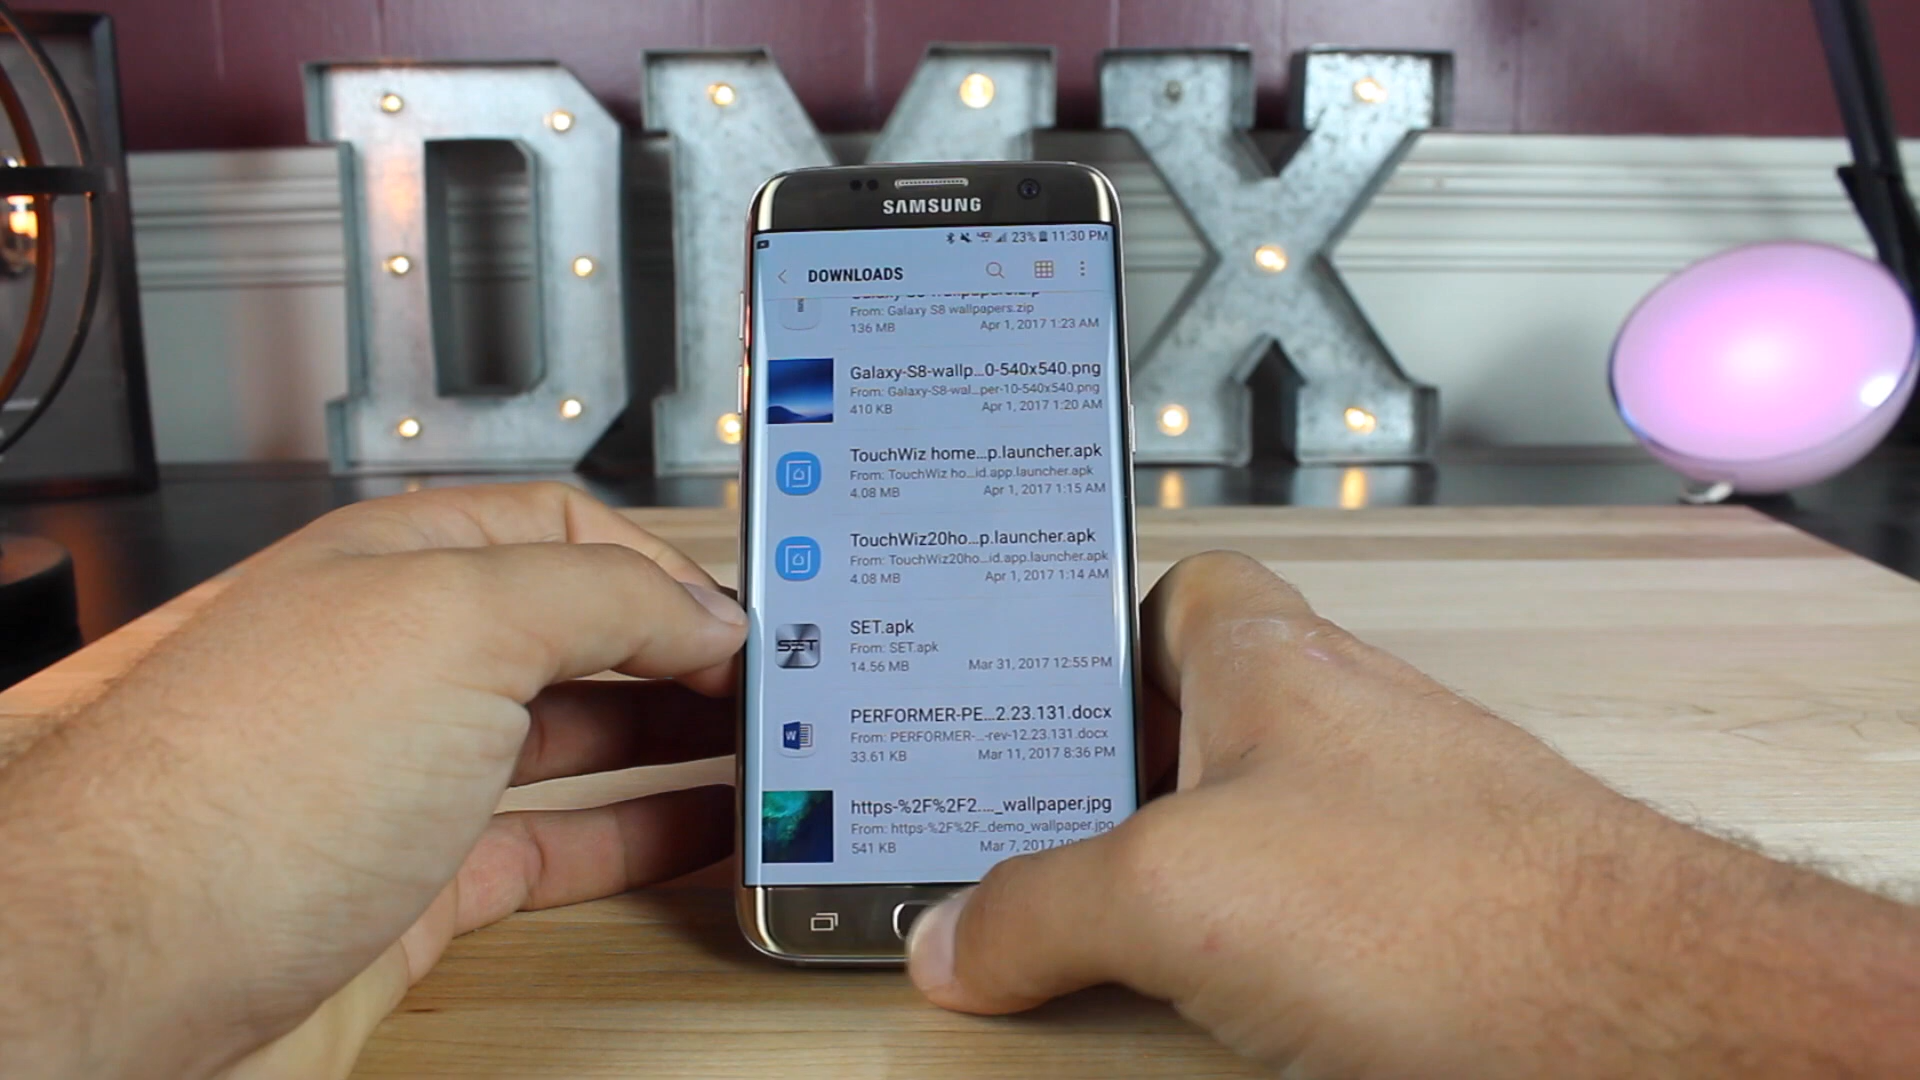 DMX
SAMSUNG
23% 11:30 PM
DOWNLOADS
From: Galaxy S8 wallpapers.zip
136 MB Apr 1, 2017 1:23 AM
Galaxy-S8-wallp...0-540x540.png
From: Galaxy-S8-wal...per-10-540x540.png
410 KB Apr 1, 2017 1:20 AM
TouchWiz home...p.launcher.apk
From: TouchWiz ho...id.app.launcher.apk
4.08 MB Apr 1, 2017 1:15 AM
TouchWiz20ho...p.launcher.apk
From: TouchWiz20ho...id.app.launcher.apk
4.08 MB Apr 1, 2017 1:14 AM
SET
SET.apk
From: SET.apk
14.56 MB Mar 31, 2017 12:55 PM
W
PERFORMER-PE...2.23.131.docx
From: PERFORMER-...-rev-12.23.131.docx
33.61 KB Mar 11, 2017 8:36 PM
https-%2F%2F2...._wallpaper.jpg
From: https-%2F%2F...demo_wallpaper.jpg
541 KB Mar 7, 2017